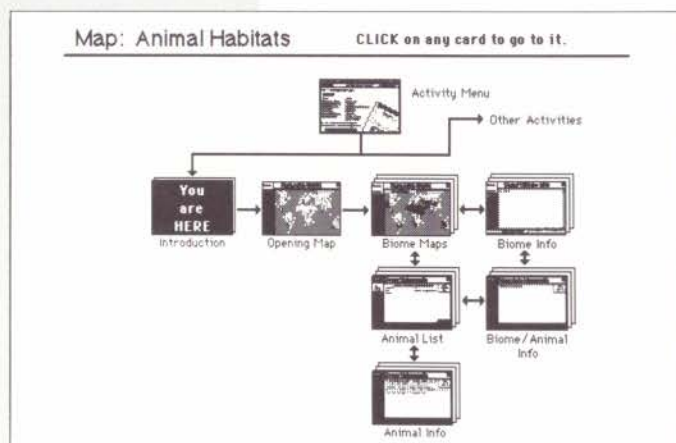 Map: Animal Habitats
CLICK on any card to go to it.
Activity Menu
Other Activities
You
are
HERE
Introduction
Opening Map
Biome Maps
Biome Info
Animal List
Biome/Animal
Info
Animal Info